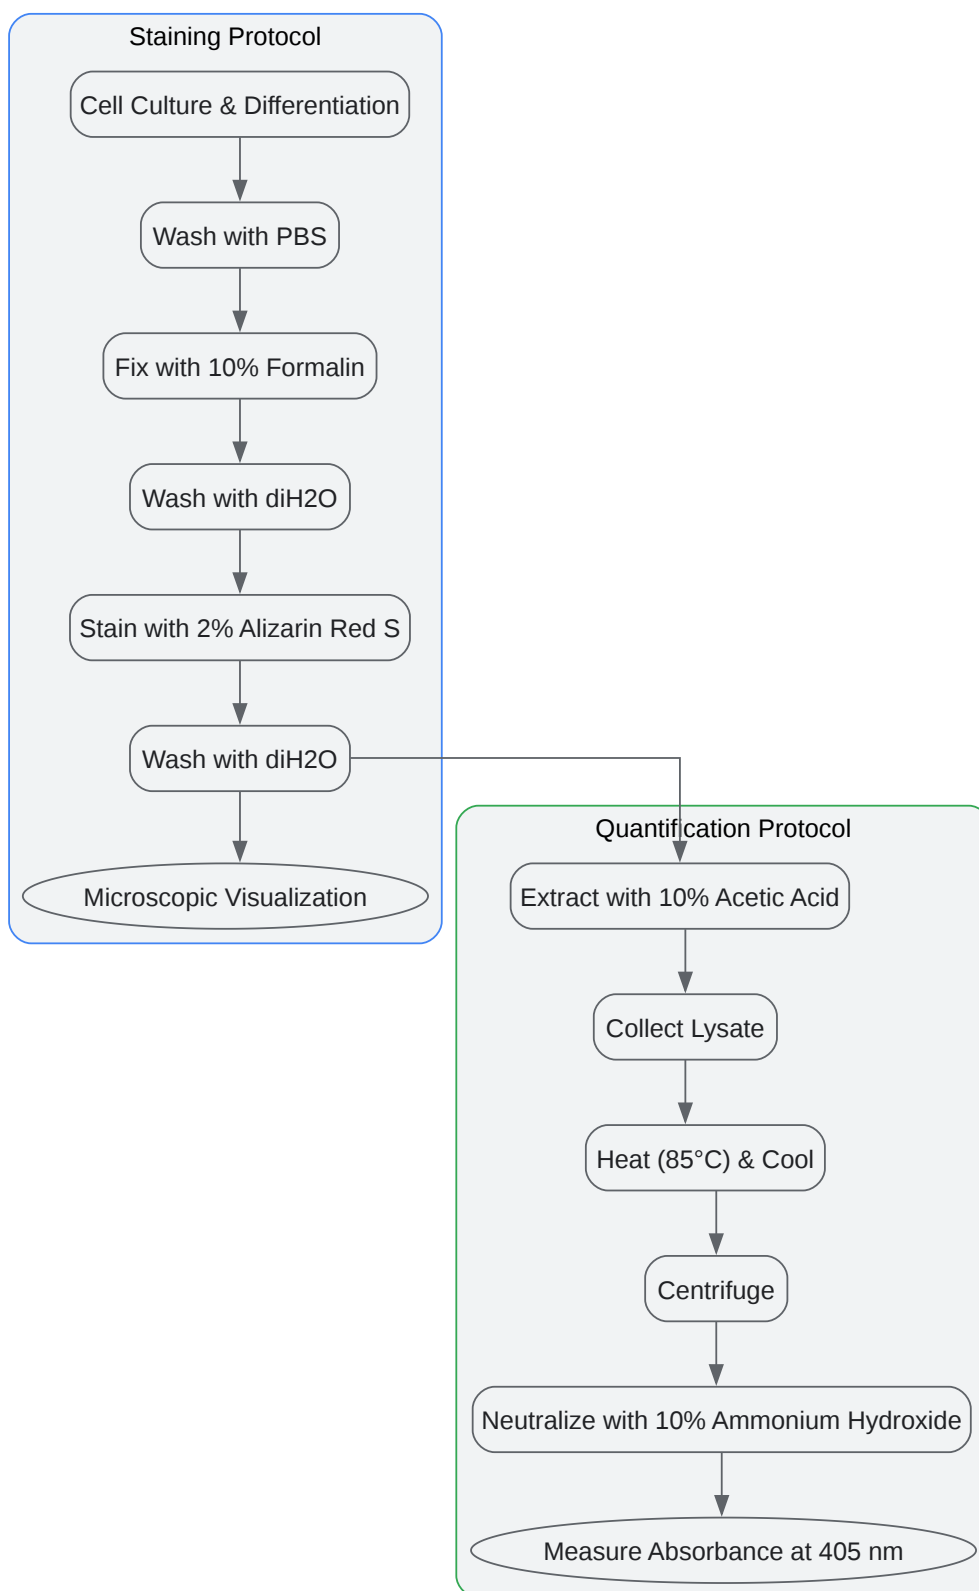 Staining Protocol
Cell Culture & Differentiation
Wash with PBS
Fix with 10% Formalin
Wash with diH2O
Stain with 2% Alizarin Red S
Wash with diH2O
Microscopic Visualization
Quantification Protocol
Extract with 10% Acetic Acid
Collect Lysate
Heat (85°C) & Cool
Centrifuge
Neutralize with 10% Ammonium Hydroxide
Measure Absorbance at 405 nm